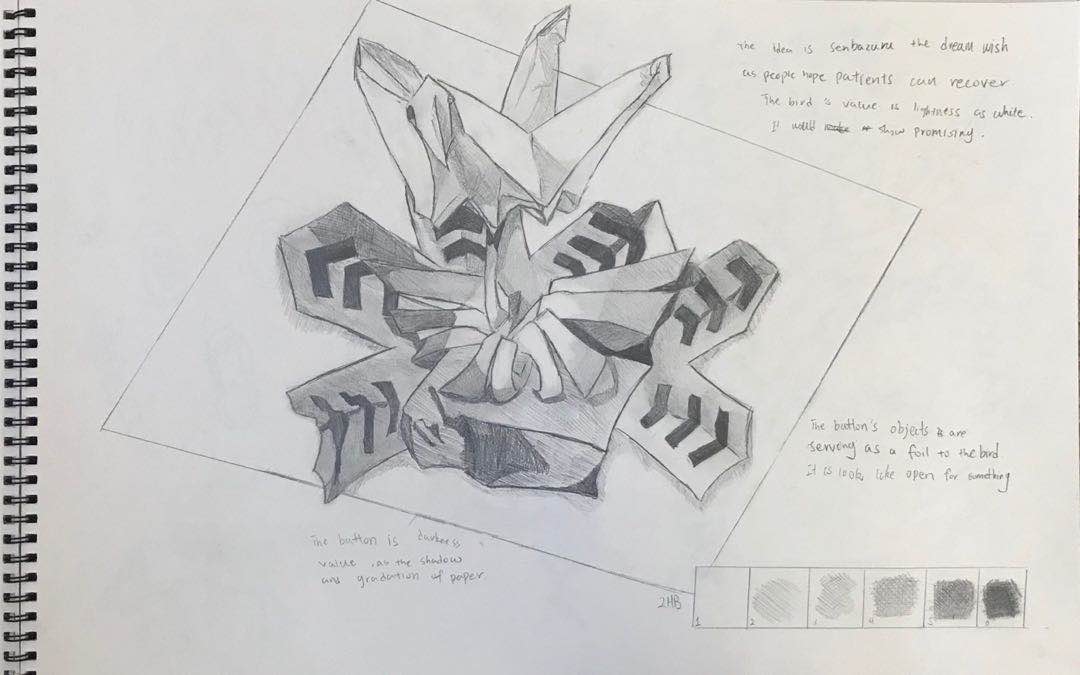 The idea is senbazuru the dream wish
as people hope patients can recover
The bird's value is lightness as white.
It would show promising.
The button's objects are
serving as a foil to the bird
It is look like open for something
The button is darkness
value, as the shadow
and gradation of paper
2HB
1 2 3 4 5 6